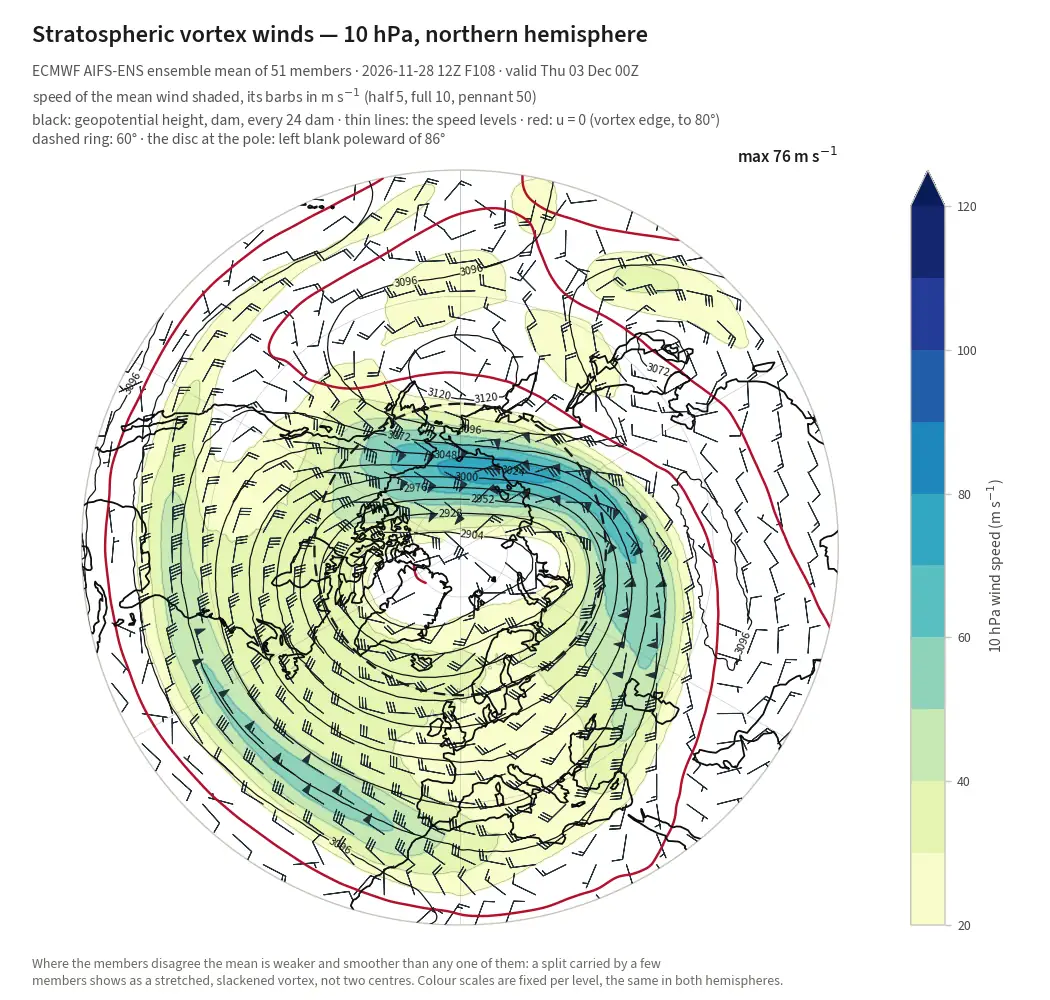 Stratospheric vortex winds — 10 hPa, northern hemisphere
ECMWF AIFS-ENS ensemble mean of 51 members · 2026-11-28 12Z F108 · valid Thu 03 Dec 00Z
speed of the mean wind shaded, its barbs in m s⁻¹ (half 5, full 10, pennant 50)
black: geopotential height, dam, every 24 dam · thin lines: the speed levels · red: u = 0 (vortex edge, to 80°)
dashed ring: 60° · the disc at the pole: left blank poleward of 86°
max 76 m s⁻¹
120
100
80
60
40
20
10 hPa wind speed (m s⁻¹)
3096
3096
3072
3096
3120
3120
3096
3072
3048
3024
3000
2976
2952
2928
2904
3096
3096
Where the members disagree the mean is weaker and smoother than any one of them: a split carried by a few
members shows as a stretched, slackened vortex, not two centres. Colour scales are fixed per level, the same in both hemispheres.